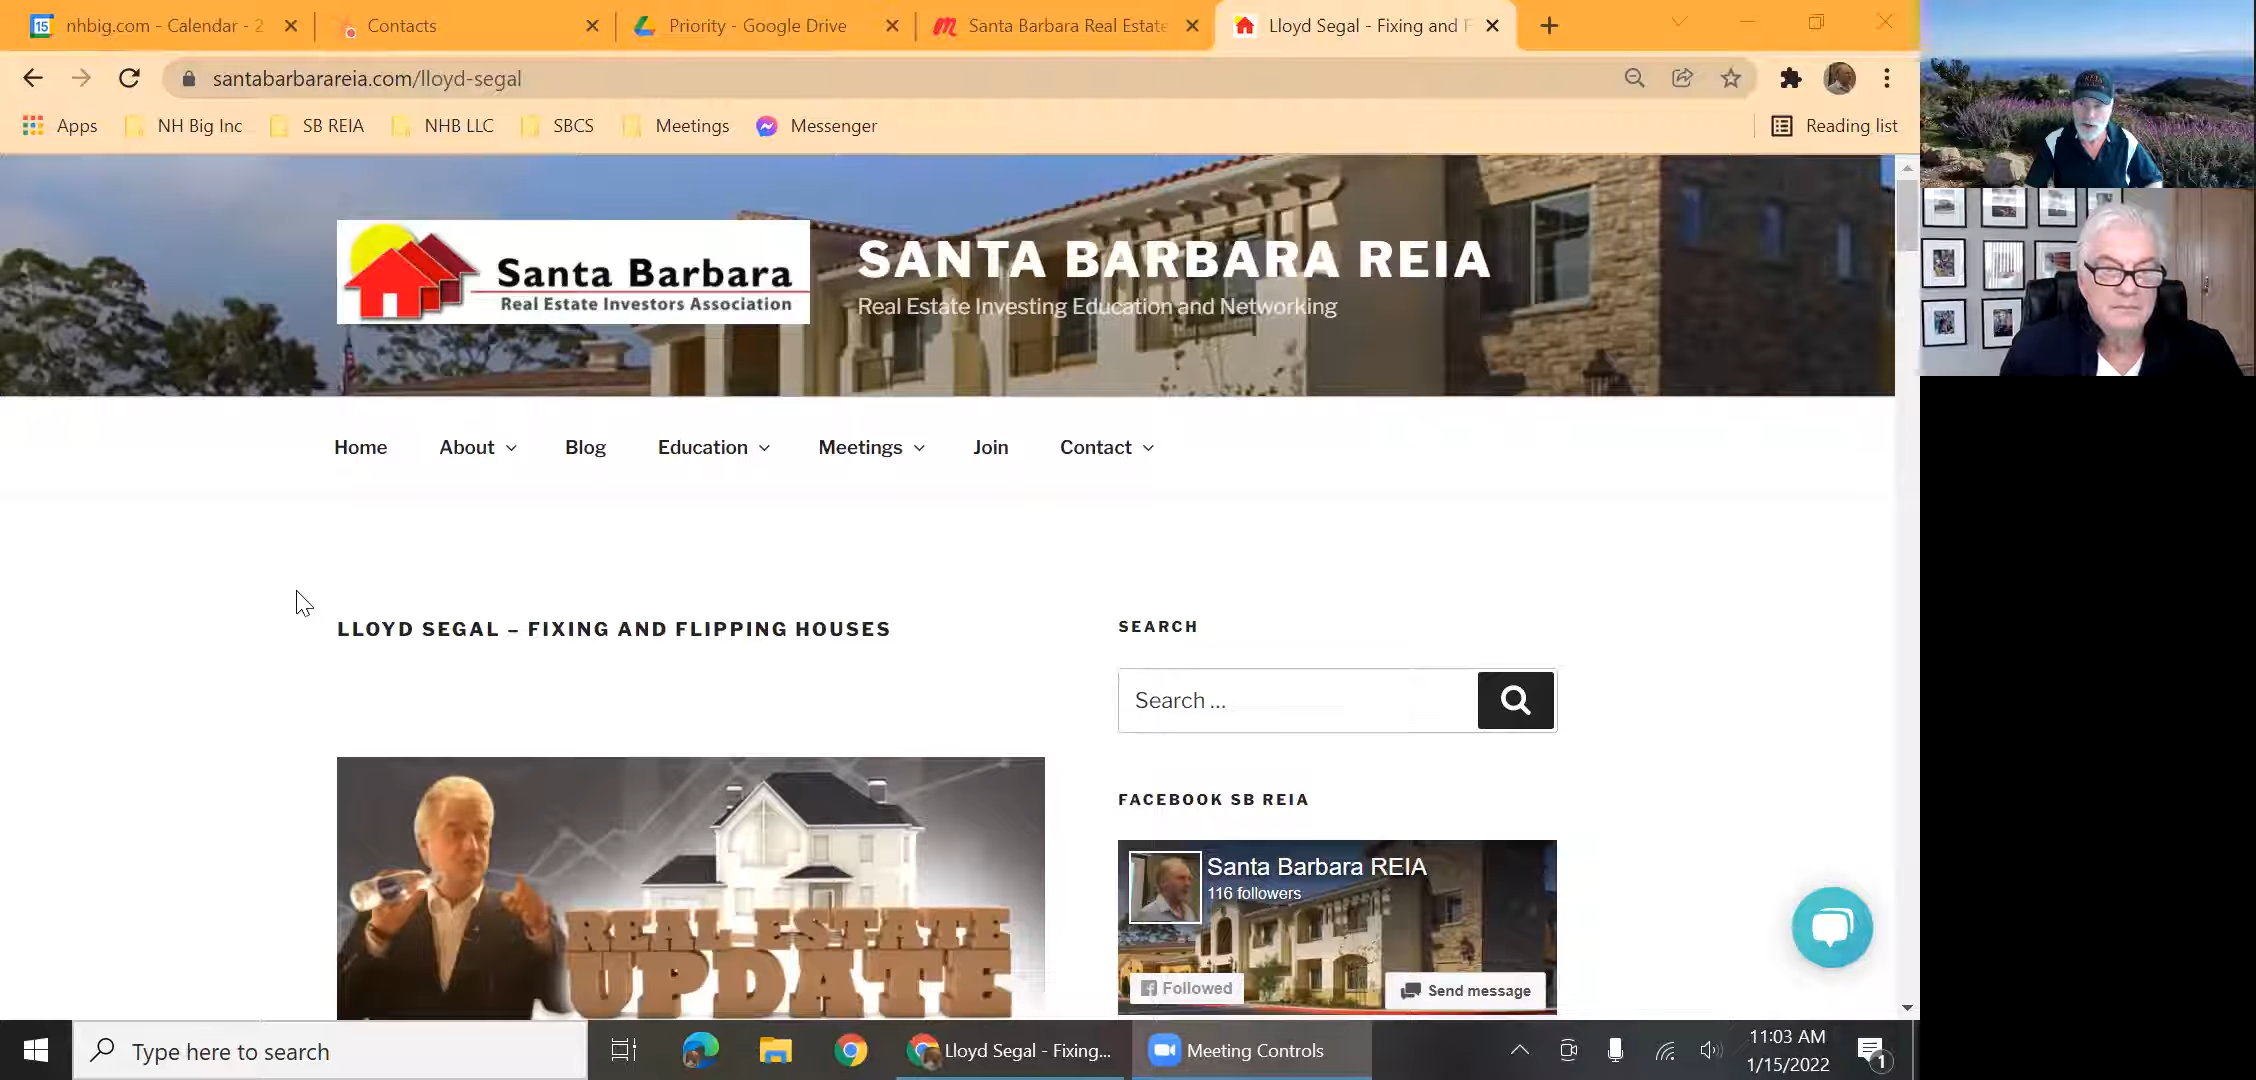 15
nhbig.com - Calendar - 2
Contacts
Priority - Google Drive
Santa Barbara Real Estate
Lloyd Segal - Fixing and F
santabarbarareia.com/lloyd-segal
Apps
NH Big Inc
SB REIA
NHB LLC
SBCS
Meetings
Messenger
Reading list
Santa Barbara
Real Estate Investors Association
SANTA BARBARA REIA
Real Estate Investing Education and Networking
Home
About
Blog
Education
Meetings
Join
Contact
LLOYD SEGAL – FIXING AND FLIPPING HOUSES
SEARCH
Search …
FACEBOOK SB REIA
REAL ESTATE
UPDATE
Santa Barbara REIA
116 followers
Followed
Send message
Type here to search
Lloyd Segal - Fixing...
Meeting Controls
11:03 AM
1/15/2022
1